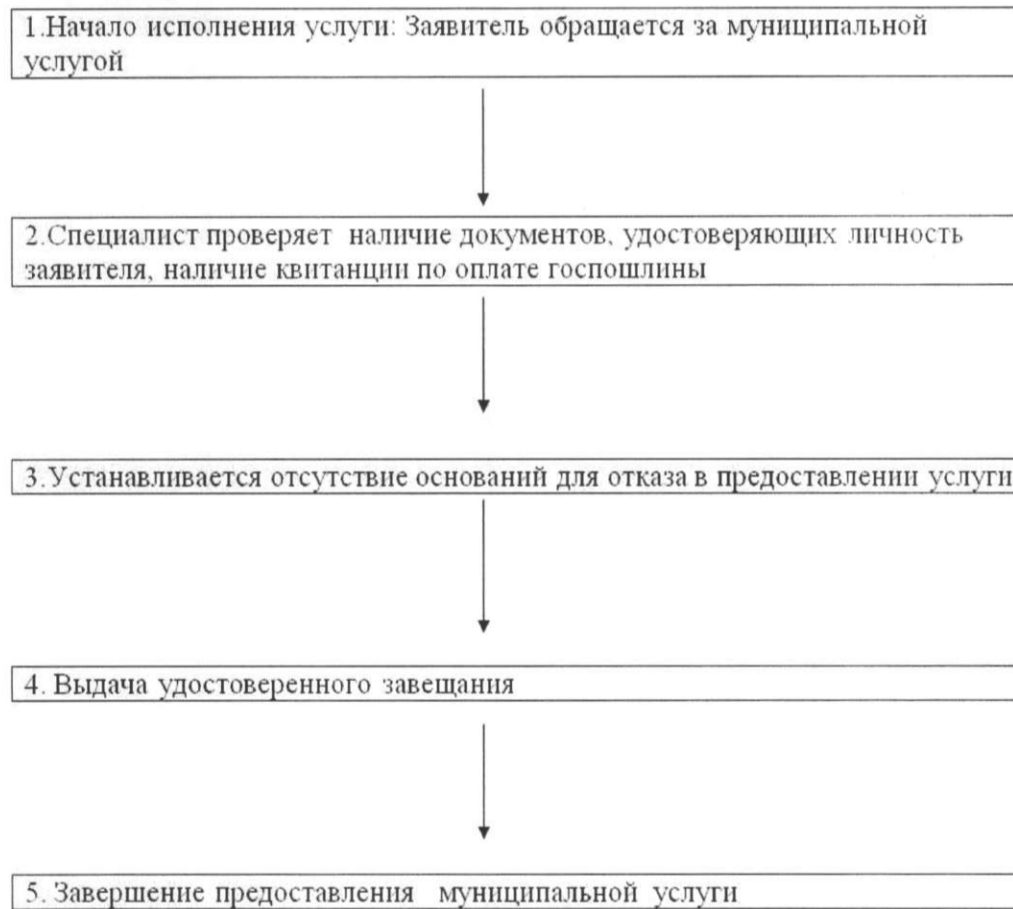 1.Начало исполнения услуги: Заявитель обращается за муниципальной
услугой
2.Специалист проверяет наличие документов, удостоверяющих личность
заявителя, наличие квитанции по оплате госпошлины
3.Устанавливается отсутствие оснований для отказа в предоставлении услуги
4. Выдача удостоверенного завещания
5. Завершение предоставления муниципальной услуги